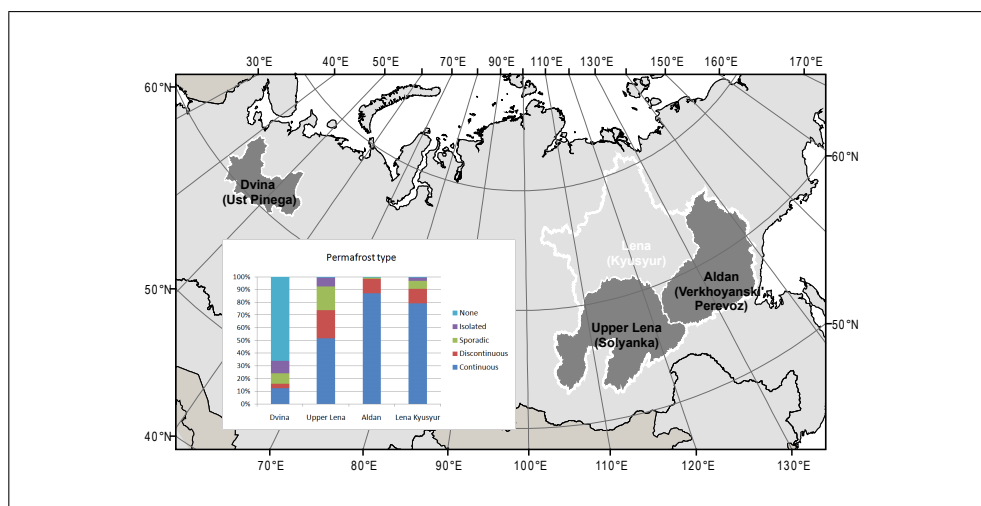 30°E 40°E 50°E 70°E 80°E 90°E 100°E 110°E 130°E 150°E 160°E 170°E
60°N
60°N
Dvina
(Ust Pinega)
Lena
(Kyusyur)
Aldan
(Verkhoyanski
Perevoz)
Upper Lena
(Solyanka)
50°N
50°N
40°N
Permafrost type
100%
90%
80%
70%
60%
50%
40%
30%
20%
10%
0%
Dvina Upper Lena Aldan Lena Kyusyur
None
Isolated
Sporadic
Discontinuous
Continuous
70°E 80°E 90°E 100°E 110°E 120°E 130°E